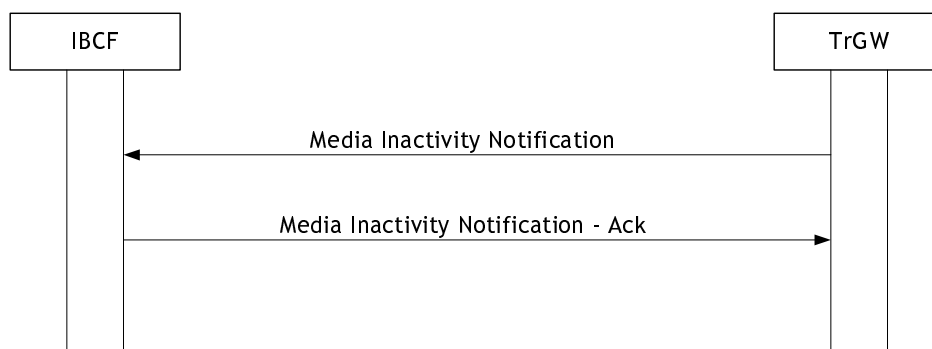 IBCF
TrGW
Media Inactivity Notification
Media Inactivity Notification - Ack